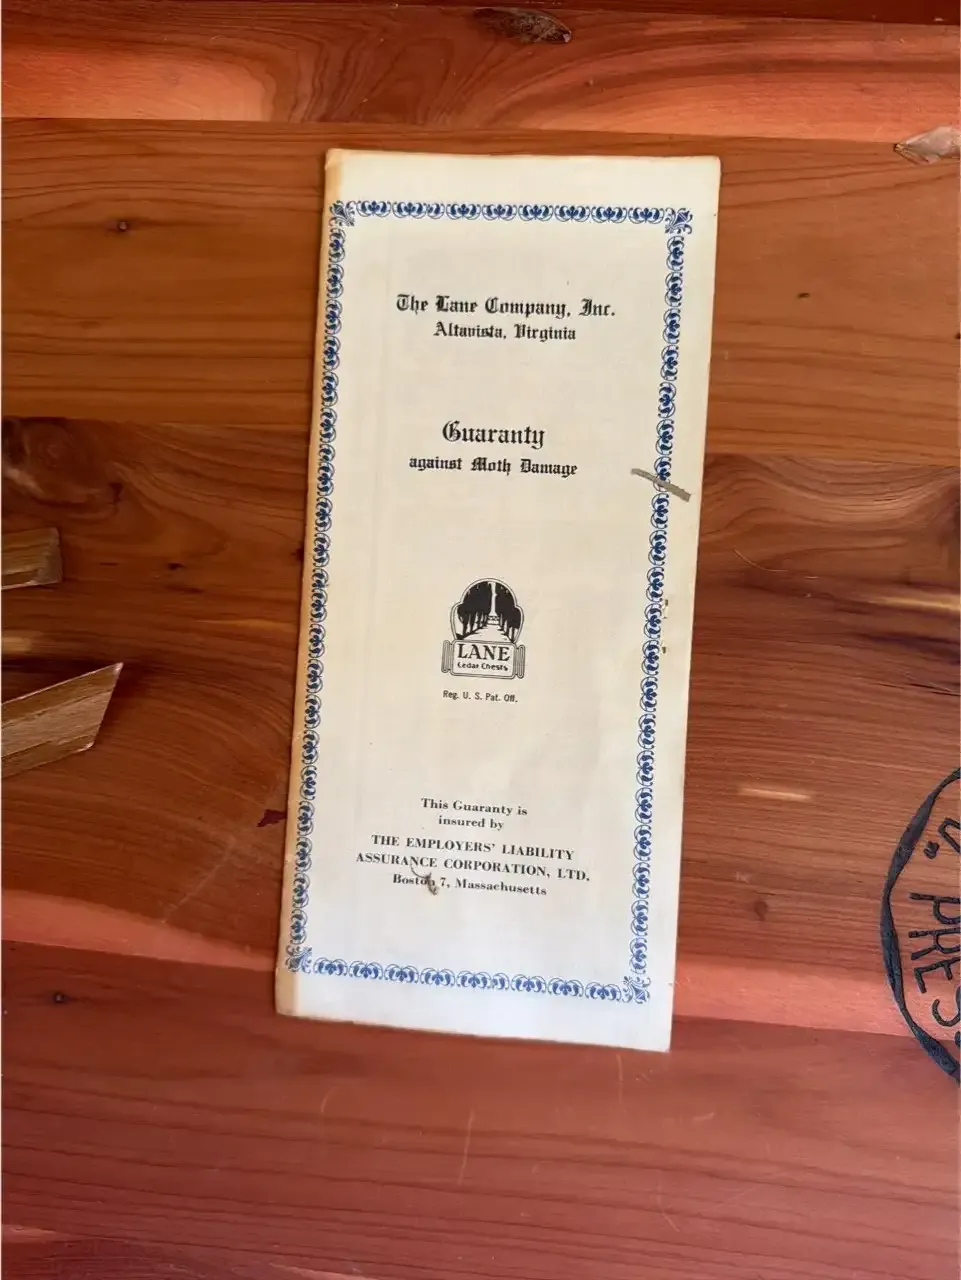 The Lane Company, Inc.
Altavista, Virginia
Guaranty
against Moth Damage
LANE
Cedar Chests
Reg. U. S. Pat. Off.
This Guaranty is
insured by
THE EMPLOYERS' LIABILITY
ASSURANCE CORPORATION, LTD.
Boston 7, Massachusetts